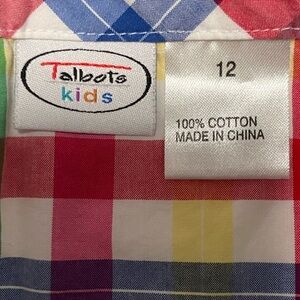 Talbots
kids
12
100% COTTON
MADE IN CHINA